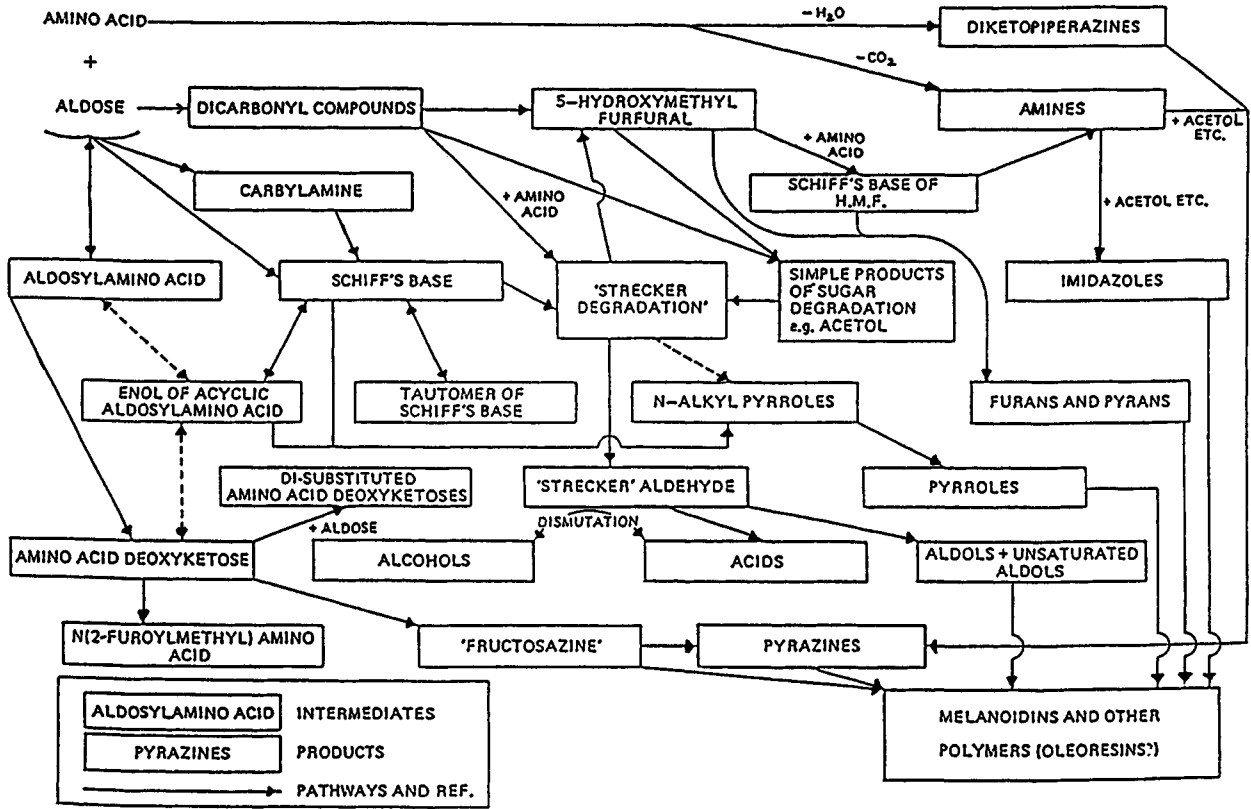 AMINO ACID
–H₂O
DIKETOPIPERAZINES
+
–CO₂
ALDOSE
DICARBONYL COMPOUNDS
5–HYDROXYMETHYL
FURFURAL
AMINES
+ ACETOL
ETC.
+ AMINO
ACID
CARBYLAMINE
+ AMINO
ACID
SCHIFF'S BASE OF
H.M.F.
+ ACETOL ETC.
ALDOSYLAMINO ACID
SCHIFF'S BASE
'STRECKER
DEGRADATION'
SIMPLE PRODUCTS
OF SUGAR
DEGRADATION
e.g. ACETOL
IMIDAZOLES
ENOL OF ACYCLIC
ALDOSYLAMINO ACID
TAUTOMER OF
SCHIFF'S BASE
N–ALKYL PYRROLES
FURANS AND PYRANS
DI-SUBSTITUTED
AMINO ACID DEOXYKETOSES
'STRECKER' ALDEHYDE
PYRROLES
+ ALDOSE
DISMUTATION
AMINO ACID DEOXYKETOSE
ALCOHOLS
ACIDS
ALDOLS + UNSATURATED
ALDOLS
N(2-FUROYLMETHYL) AMINO
ACID
'FRUCTOSAZINE'
PYRAZINES
ALDOSYLAMINO ACID
INTERMEDIATES
PYRAZINES
PRODUCTS
PATHWAYS AND REF.
MELANOIDINS AND OTHER
POLYMERS (OLEORESINS?)